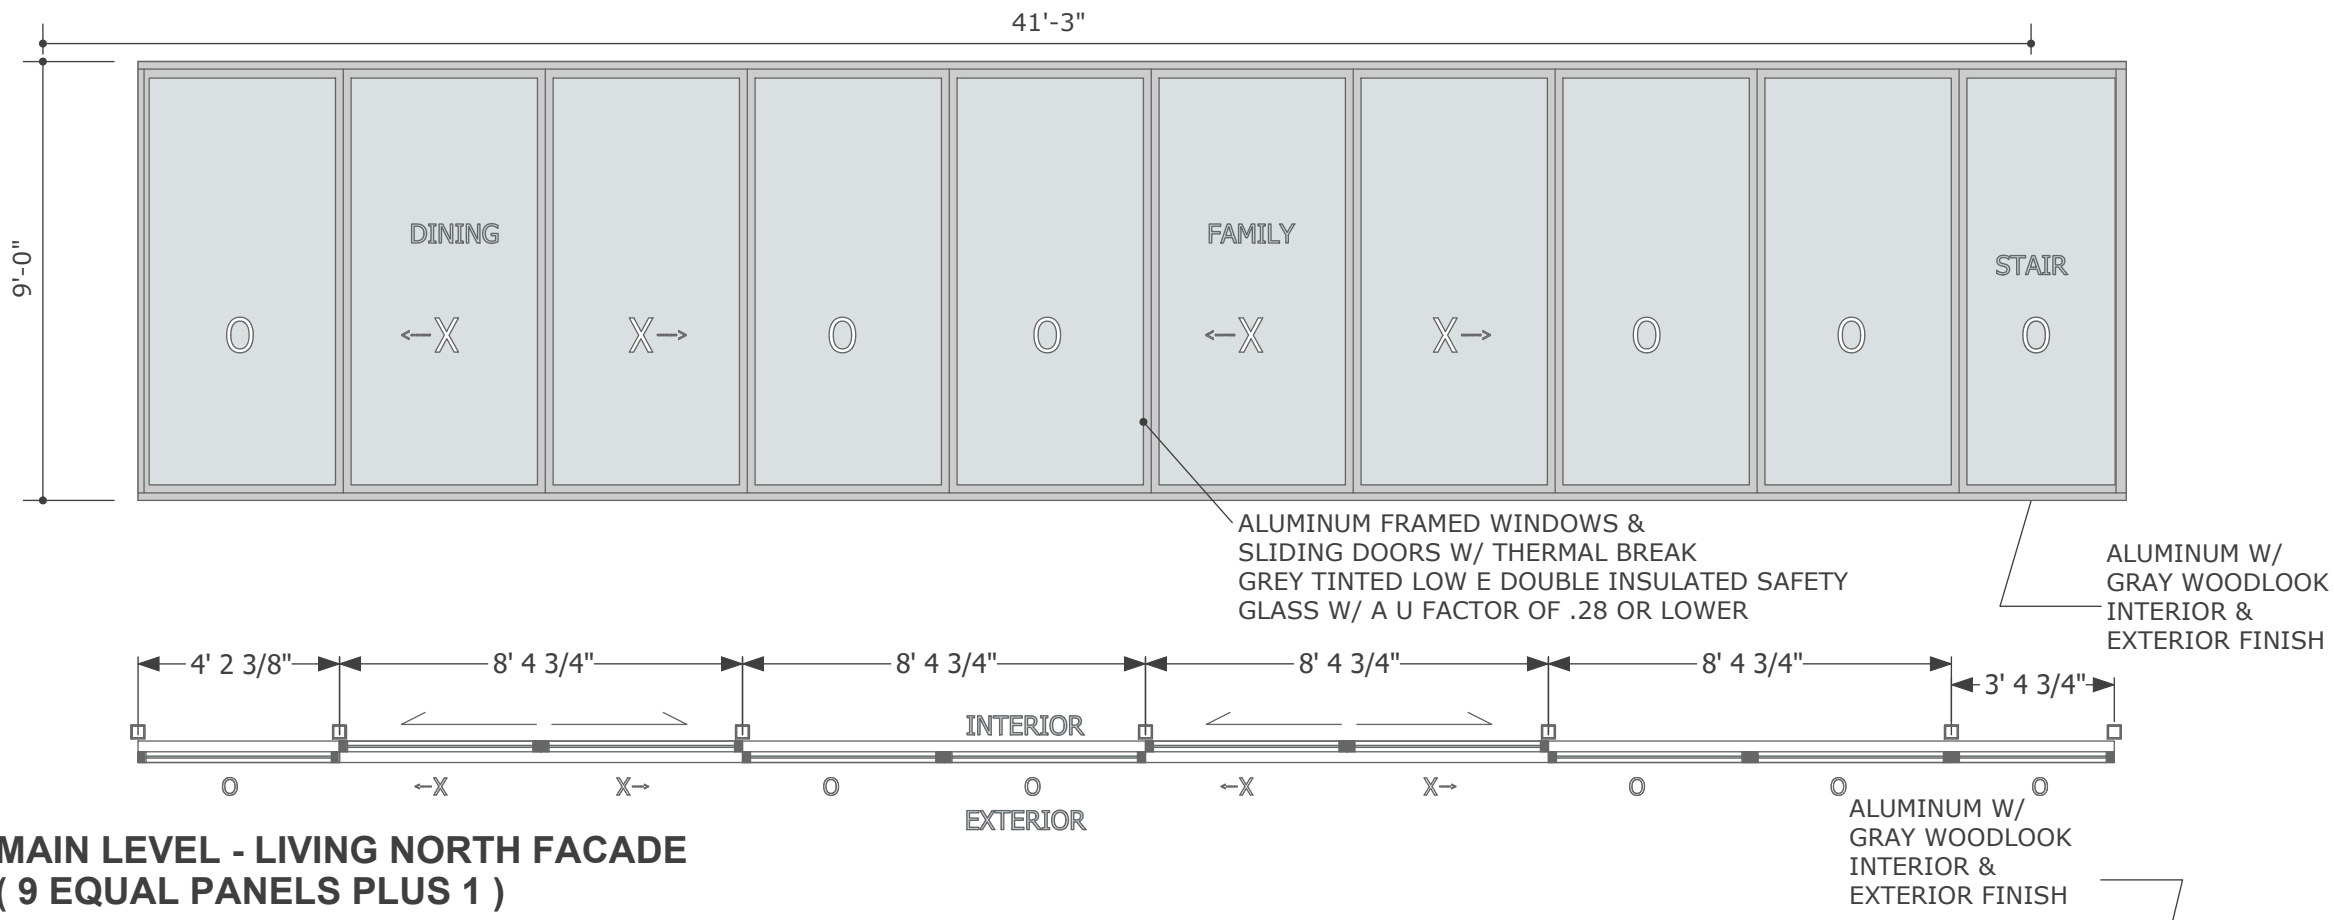 41'-3"
9'-0"
DINING
FAMILY
STAIR
O ←X X→ O O ←X X→ O O O
ALUMINUM FRAMED WINDOWS &
SLIDING DOORS W/ THERMAL BREAK
GREY TINTED LOW E DOUBLE INSULATED SAFETY
GLASS W/ A U FACTOR OF .28 OR LOWER
ALUMINUM W/
GRAY WOODLOOK
INTERIOR &
EXTERIOR FINISH
4' 2 3/8" 8' 4 3/4" 8' 4 3/4" 8' 4 3/4" 8' 4 3/4" 3' 4 3/4"
INTERIOR
O ←X X→ O O ←X X→ O O O
EXTERIOR
ALUMINUM W/
GRAY WOODLOOK
INTERIOR &
EXTERIOR FINISH
MAIN LEVEL - LIVING NORTH FACADE
( 9 EQUAL PANELS PLUS 1 )